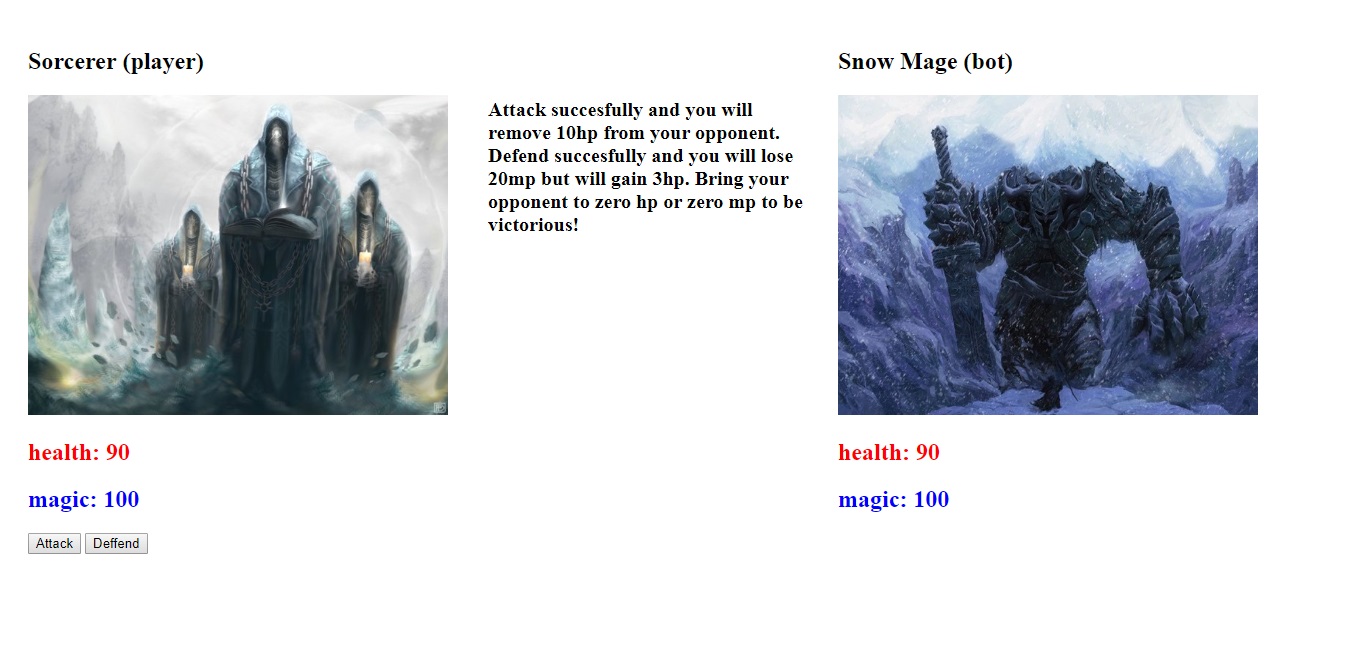 Sorcerer (player)
Attack succesfully and you will
remove 10hp from your opponent.
Defend succesfully and you will lose
20mp but will gain 3hp. Bring your
opponent to zero hp or zero mp to be
victorious!
Snow Mage (bot)
health: 90
magic: 100
Attack Deffend
health: 90
magic: 100